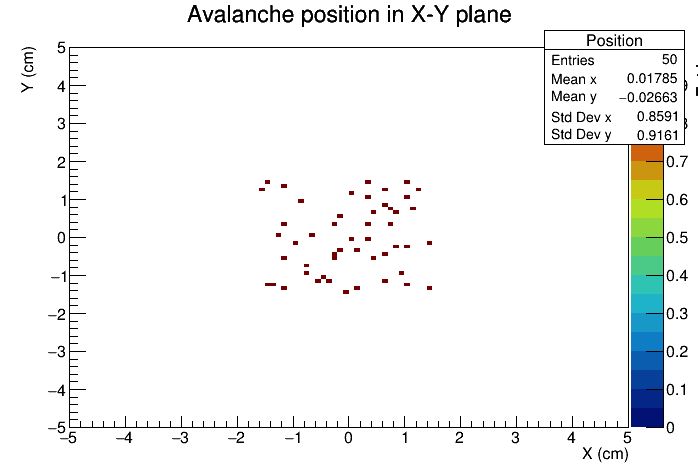 Avalanche position in X-Y plane
Position
Entries 50
Mean x 0.01785
Mean y −0.02663
Std Dev x 0.8591
Std Dev y 0.9161
Y (cm)
5
4
3
2
1
0
−1
−2
−3
−4
−5
−5 −4 −3 −2 −1 0 1 2 3 4 5
X (cm)
0.7
0.6
0.5
0.4
0.3
0.2
0.1
0